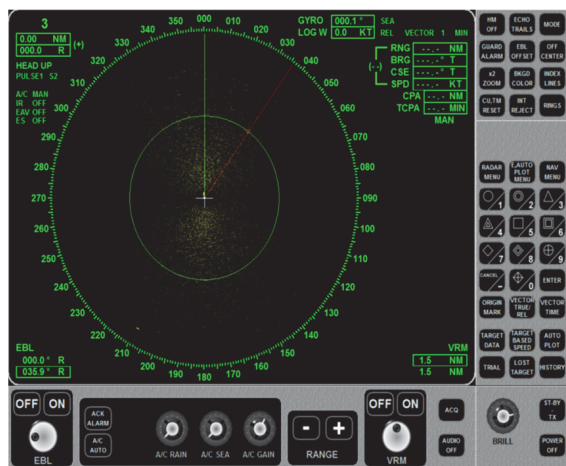 3
0.00 NM
000.0 R
(+)
HEAD UP
PULSE1 S2
A/C MAN
IR OFF
EAV OFF
ES OFF
GYRO 000.1° SEA
LOG W 0.0 KT REL VECTOR 1 MIN
(--)
RNG --.- NM
BRG ---.-° T
CSE ---.-° T
SPD --.- KT
CPA --.- NM
TCPA --.- MIN
MAN
350 000 010
340 020
330 030
320 040
310 050
300 060
290 070
280 080
270 090
260 100
250 110
240 120
230 130
220 140
210 150
200 160
190 180 170
EBL
000.0° R
035.9° R
VRM
1.5 NM
1.5 NM
HM OFF
ECHO TRAILS
MODE
GUARD ALARM
EBL OFFSET
OFF CENTER
x2 ZOOM
BKGD COLOR
INDEX LINES
CU,TM RESET
INT REJECT
RINGS
RADAR MENU
E,AUTO PLOT MENU
NAV MENU
1
2
3
4
5
6
7
8
9
CANCEL
-
0
ENTER
ORIGIN MARK
VECTOR TRUE/ REL
VECTOR TIME
TARGET DATA
TARGET BASED SPEED
AUTO PLOT
TRIAL
LOST TARGET
HISTORY
OFF ON
EBL
ACK ALARM
A/C AUTO
A/C RAIN
A/C SEA
A/C GAIN
- +
RANGE
OFF ON
VRM
ACQ
AUDIO OFF
BRILL
ST-BY - TX
POWER OFF